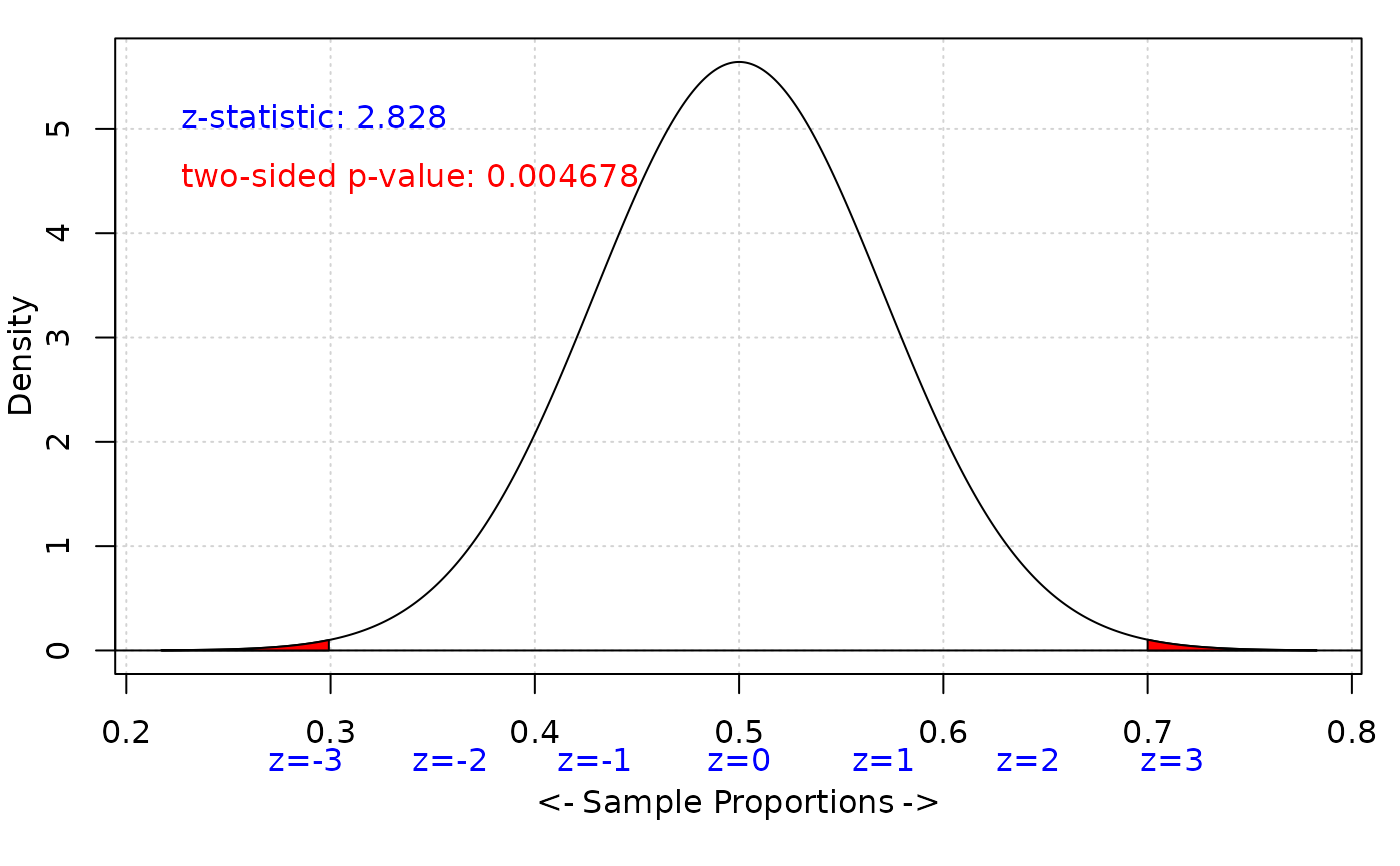 z-statistic: 2.828
two-sided p-value: 0.004678
Density
5
4
3
2
1
0
0.2 0.3 0.4 0.5 0.6 0.7 0.8
z=-3 z=-2 z=-1 z=0 z=1 z=2 z=3
<- Sample Proportions ->